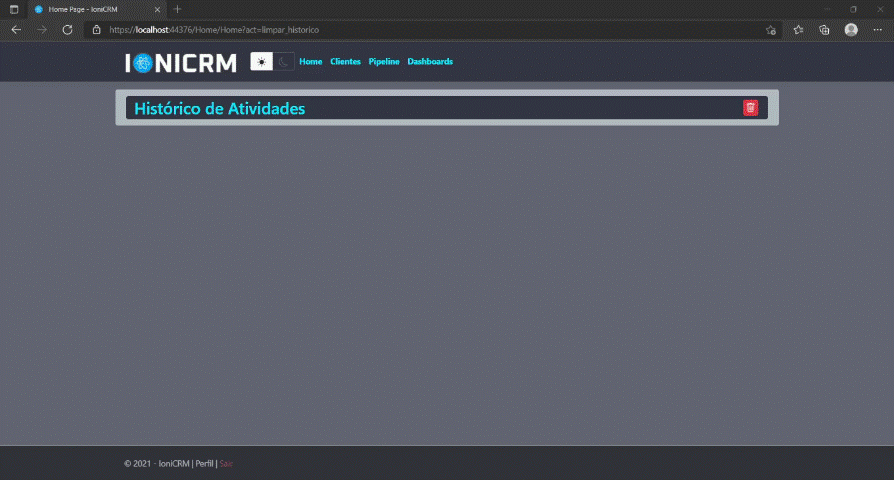 Home Page - IoniCRM
https://localhost:44376/Home/Home?act=limpar_historico
IONICRM
Home Clientes Pipeline Dashboards
Histórico de Atividades
© 2021 - IoniCRM | Perfil | Sair